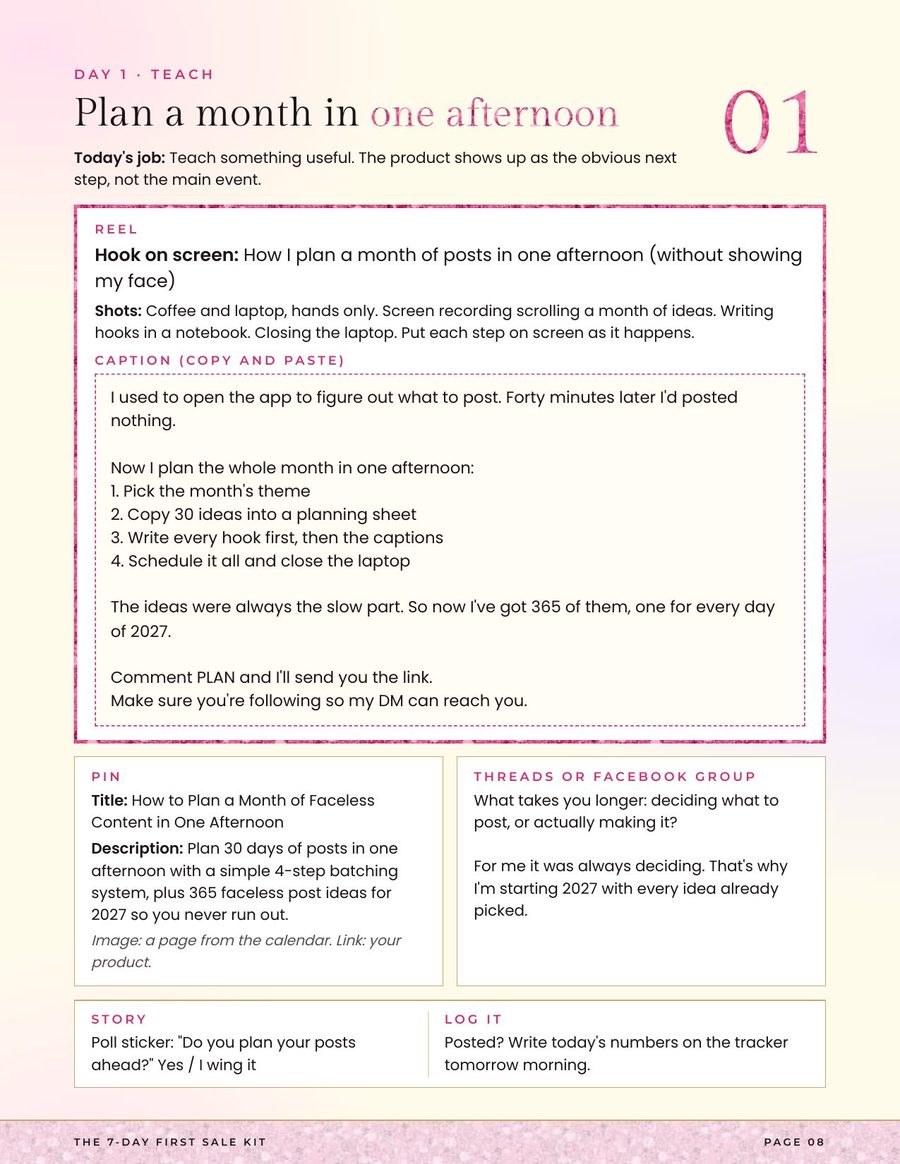 DAY 1 · TEACH
Plan a month in one afternoon
01
Today's job: Teach something useful. The product shows up as the obvious next
step, not the main event.
REEL
Hook on screen: How I plan a month of posts in one afternoon (without showing
my face)
Shots: Coffee and laptop, hands only. Screen recording scrolling a month of ideas. Writing
hooks in a notebook. Closing the laptop. Put each step on screen as it happens.
CAPTION (COPY AND PASTE)
I used to open the app to figure out what to post. Forty minutes later I'd posted
nothing.
Now I plan the whole month in one afternoon:
1. Pick the month's theme
2. Copy 30 ideas into a planning sheet
3. Write every hook first, then the captions
4. Schedule it all and close the laptop
The ideas were always the slow part. So now I've got 365 of them, one for every day
of 2027.
Comment PLAN and I'll send you the link.
Make sure you're following so my DM can reach you.
PIN
Title: How to Plan a Month of Faceless
Content in One Afternoon
Description: Plan 30 days of posts in one
afternoon with a simple 4-step batching
system, plus 365 faceless post ideas for
2027 so you never run out.
Image: a page from the calendar. Link: your
product.
THREADS OR FACEBOOK GROUP
What takes you longer: deciding what to
post, or actually making it?
For me it was always deciding. That's why
I'm starting 2027 with every idea already
picked.
STORY
Poll sticker: "Do you plan your posts
ahead?" Yes / I wing it
LOG IT
Posted? Write today's numbers on the tracker
tomorrow morning.
THE 7-DAY FIRST SALE KIT
PAGE 08